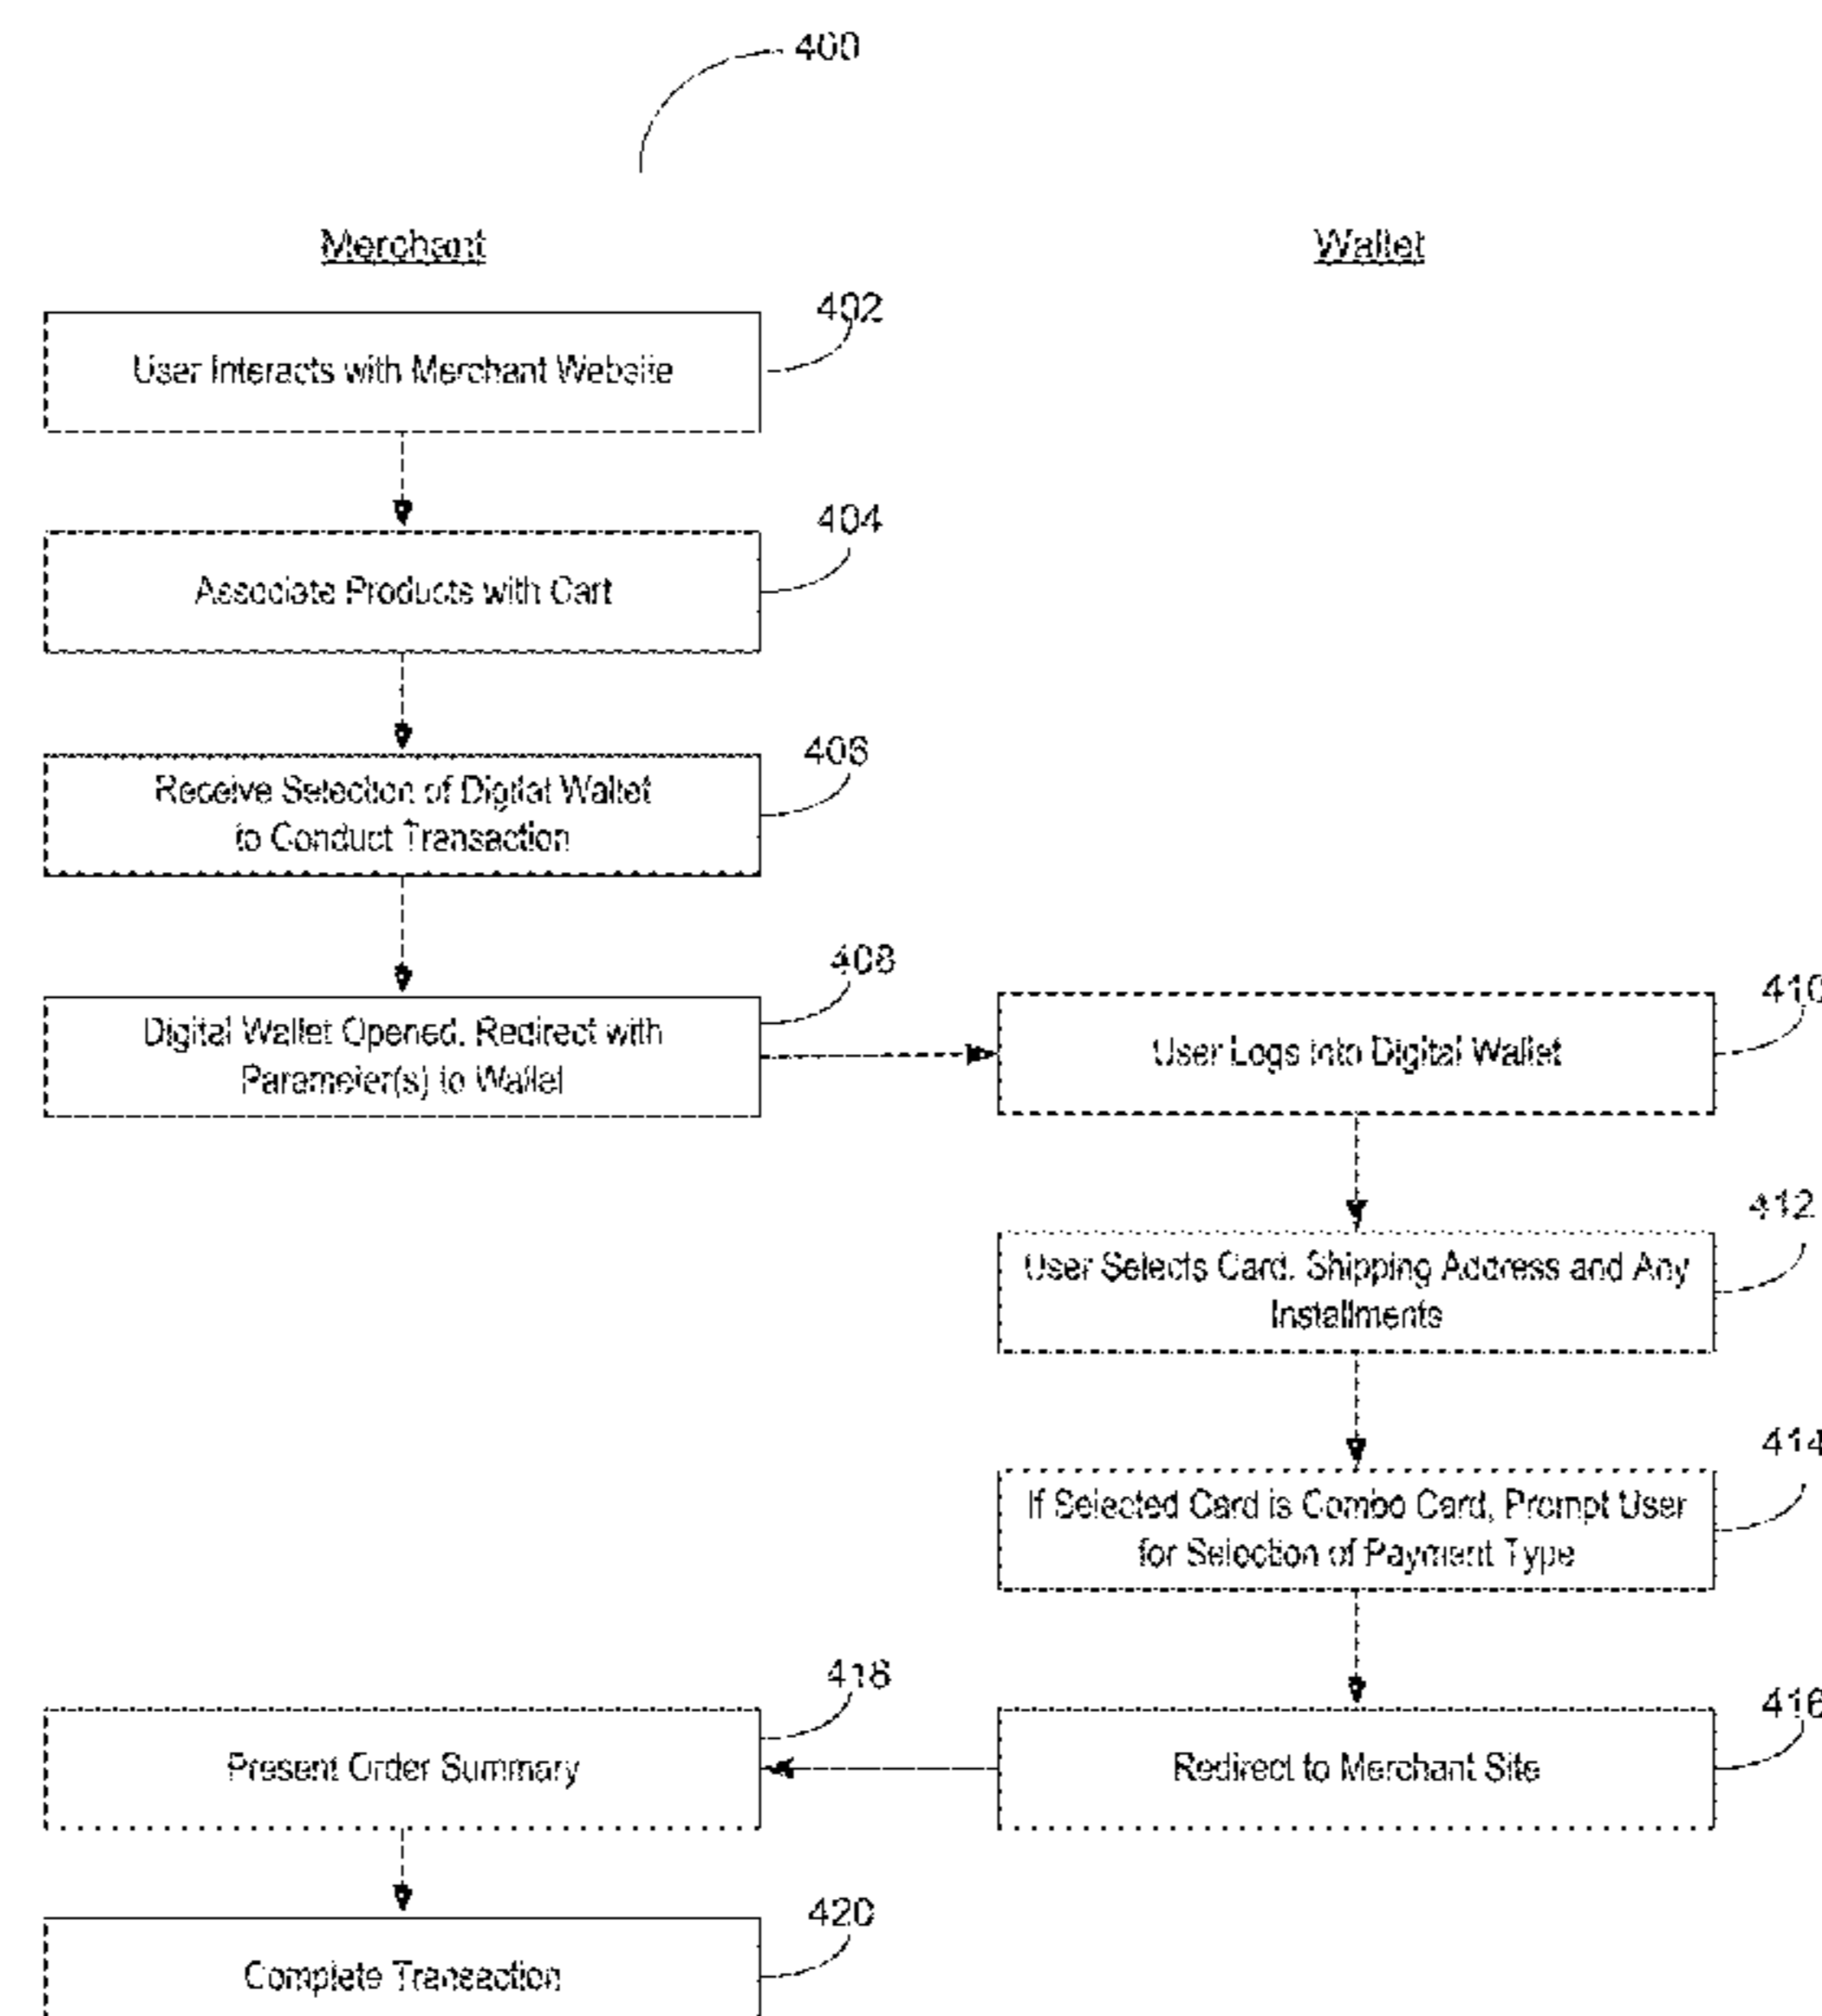 400
Merchant
Wallet
402
User Interacts with Merchant Website
404
Associate Products with Cart
406
Receive Selection of Digital Wallet
to Conduct Transaction
408
Digital Wallet Opened. Redirect with
Parameter(s) to Wallet
410
User Logs into Digital Wallet
412
User Selects Card, Shipping Address and Any
Installments
414
If Selected Card is Combo Card, Prompt User
for Selection of Payment Type
416
Redirect to Merchant Site
418
Present Order Summary
420
Complete Transaction